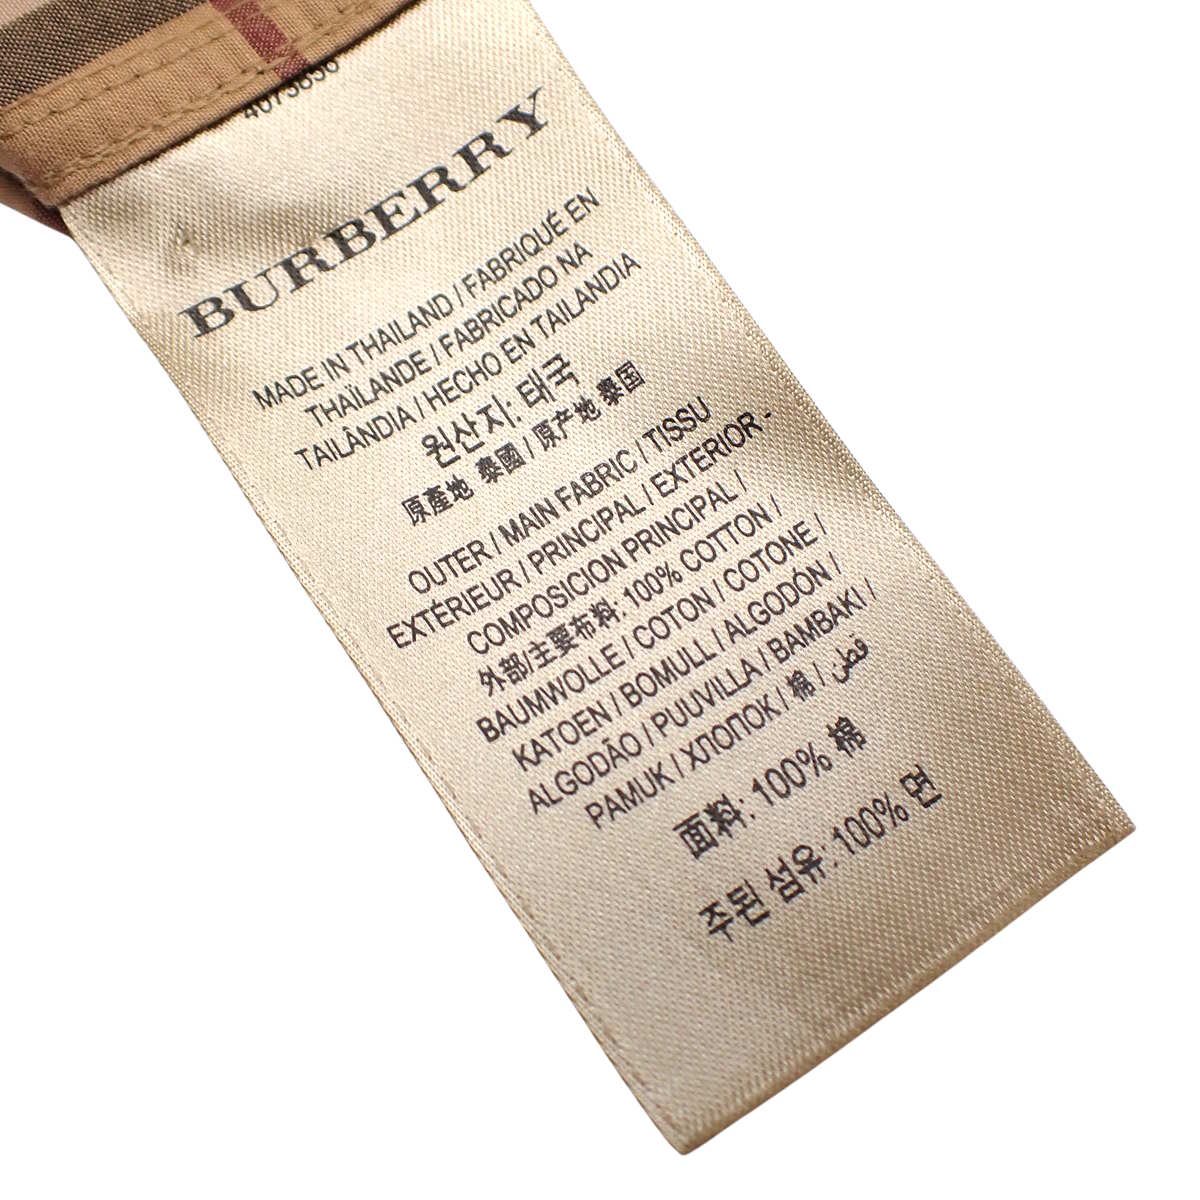 4073836
BURBERRY
MADE IN THAILAND / FABRIQUÉ EN
THAÏLANDE / FABRICADO NA
TAILÂNDIA / HECHO EN TAILANDIA
원산지: 태국
原產地 泰國 / 原产地 泰国
OUTER / MAIN FABRIC / TISSU
EXTÉRIEUR / PRINCIPAL / EXTERIOR -
COMPOSICION PRINCIPAL /
外部/主要布料: 100% COTTON /
BAUMWOLLE / COTON / COTONE /
KATOEN / BOMULL / ALGODÓN /
ALGODÃO / PUUVILLA / BAMBAKI /
PAMUK / ХЛОПОК / 棉 / قطن
面料: 100% 棉
주된 섬유: 100% 면